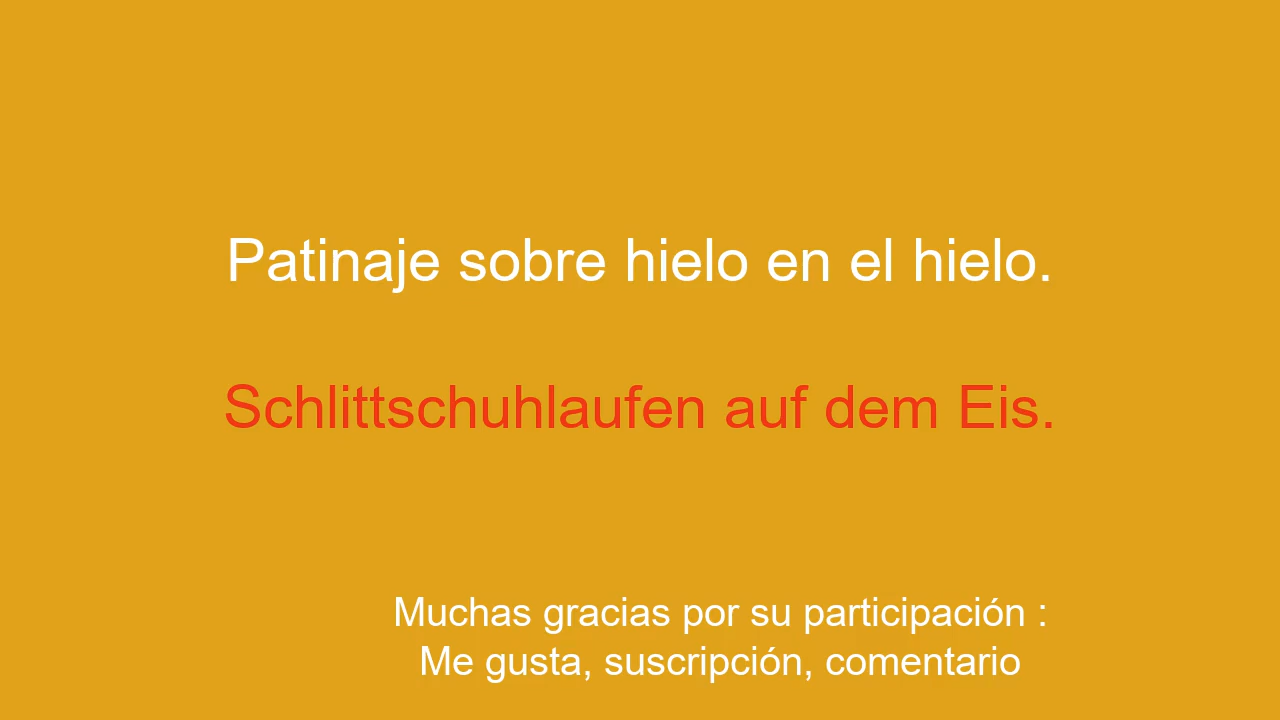 Patinaje sobre hielo en el hielo.
Schlittschuhlaufen auf dem Eis.
Muchas gracias por su participación :
Me gusta, suscripción, comentario